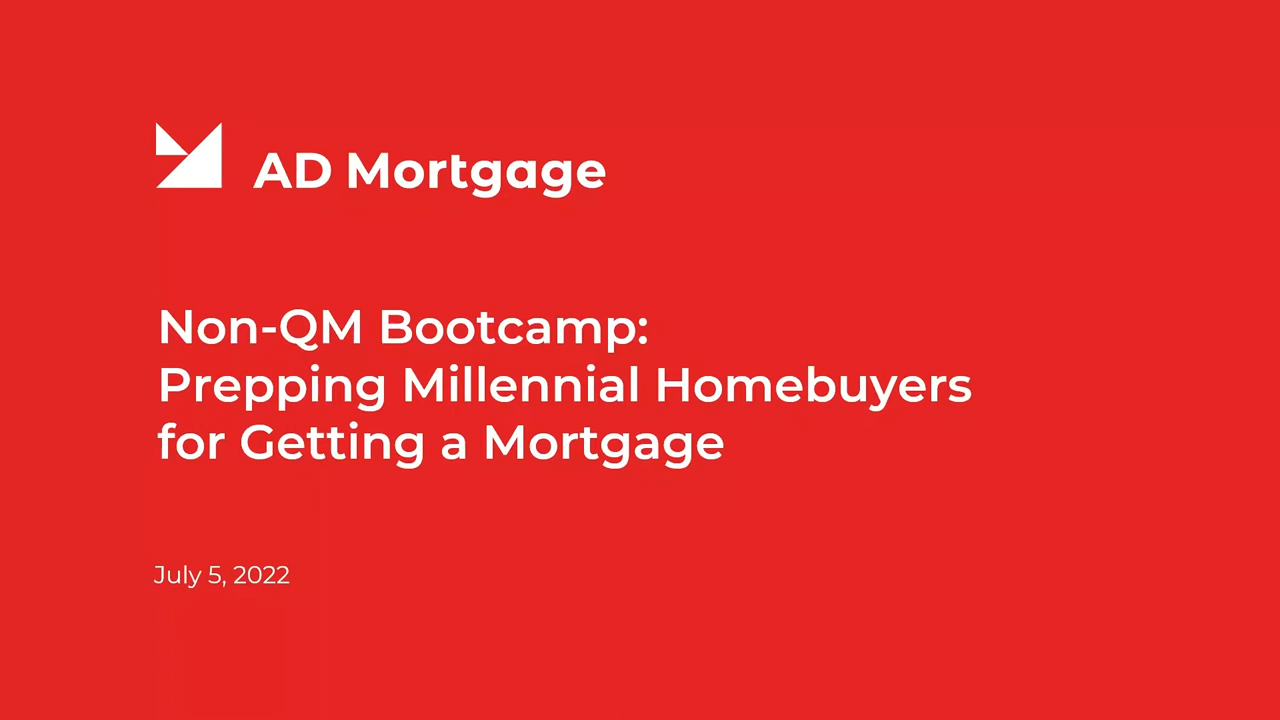 AD Mortgage
Non-QM Bootcamp:
Prepping Millennial Homebuyers
for Getting a Mortgage
July 5, 2022